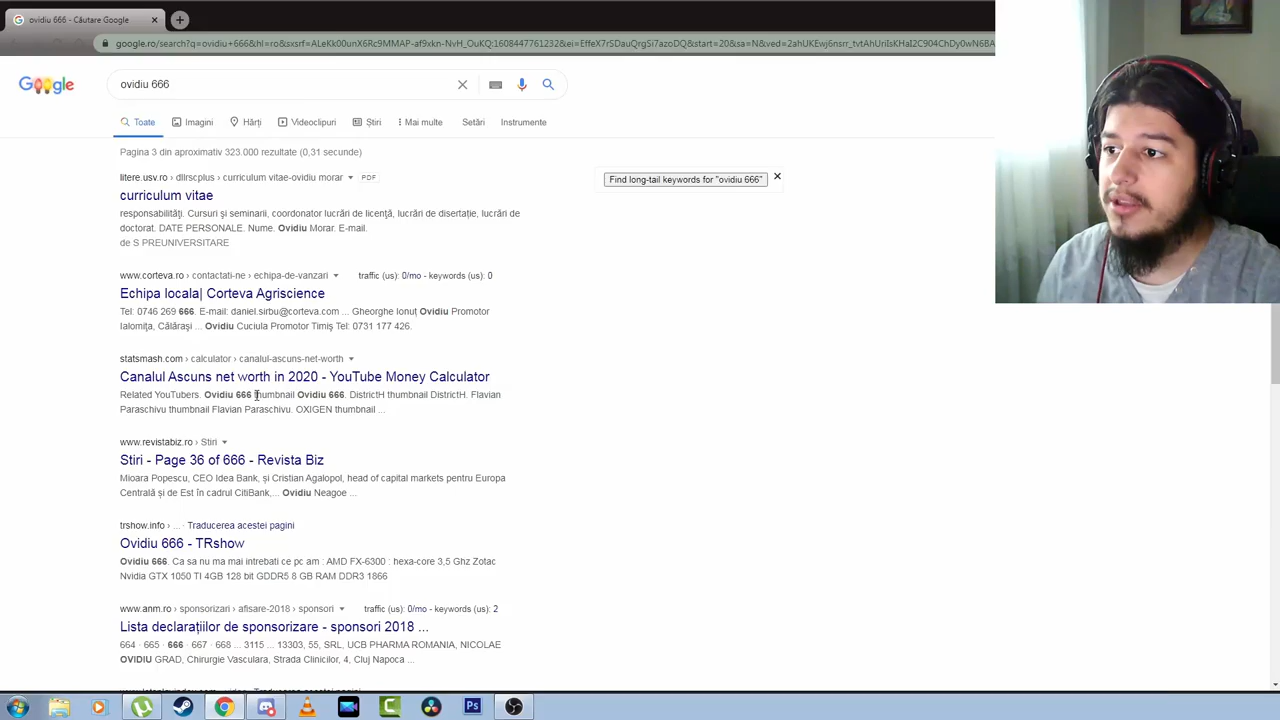 ovidiu 666 - Căutare Google
google.ro/search?q=ovidiu+666&hl=ro&sxsrf=ALeKk00unX6Rc9MMAP-af9xkn-NvH_OuKQ:1608447761232&ei=EffeX7rSDauQrgSi7azoDQ&start=20&sa=N&ved=2ahUKEwj6nsrr_tvtAhUriIsKHaI2C904ChDy0wN6BA
Google
ovidiu 666
Toate
Imagini
Hărți
Videoclipuri
Știri
Mai multe
Setări
Instrumente
Pagina 3 din aproximativ 323.000 rezultate (0,31 secunde)
Find long-tail keywords for "ovidiu 666"
litere.usv.ro › dllrscplus › curriculum vitae-ovidiu morar PDF
curriculum vitae
responsabilităţi. Cursuri şi seminarii, coordonator lucrări de licenţă, lucrări de disertaţie, lucrări de
doctorat. DATE PERSONALE. Nume. Ovidiu Morar. E-mail.
de S PREUNIVERSITARE
www.corteva.ro › contactati-ne › echipa-de-vanzari traffic (us): 0/mo - keywords (us): 0
Echipa locala| Corteva Agriscience
Tel: 0746 269 666. E-mail: daniel.sirbu@corteva.com ... Gheorghe Ionuț Ovidiu Promotor
Ialomița, Călărași ... Ovidiu Cuciula Promotor Timiș Tel: 0731 177 426.
statsmash.com › calculator › canalul-ascuns-net-worth
Canalul Ascuns net worth in 2020 - YouTube Money Calculator
Related YouTubers. Ovidiu 666 thumbnail Ovidiu 666. DistrictH thumbnail DistrictH. Flavian
Paraschivu thumbnail Flavian Paraschivu. OXIGEN thumbnail ...
www.revistabiz.ro › Stiri
Stiri - Page 36 of 666 - Revista Biz
Mioara Popescu, CEO Idea Bank, și Cristian Agalopol, head of capital markets pentru Europa
Centrală și de Est în cadrul CitiBank,... Ovidiu Neagoe ...
trshow.info › ... · Traducerea acestei pagini
Ovidiu 666 - TRshow
Ovidiu 666. Ca sa nu ma mai intrebati ce pc am : AMD FX-6300 : hexa-core 3,5 Ghz Zotac
Nvidia GTX 1050 TI 4GB 128 bit GDDR5 8 GB RAM DDR3 1866
www.anm.ro › sponsorizari › afisare-2018 › sponsori traffic (us): 0/mo - keywords (us): 2
Lista declarațiilor de sponsorizare - sponsori 2018 ...
664 · 665 · 666 · 667 · 668 ... 3115 ... 13303, 55, SRL, UCB PHARMA ROMANIA, NICOLAE
OVIDIU GRAD, Chirurgie Vasculara, Strada Clinicilor, 4, Cluj Napoca ...
Ps